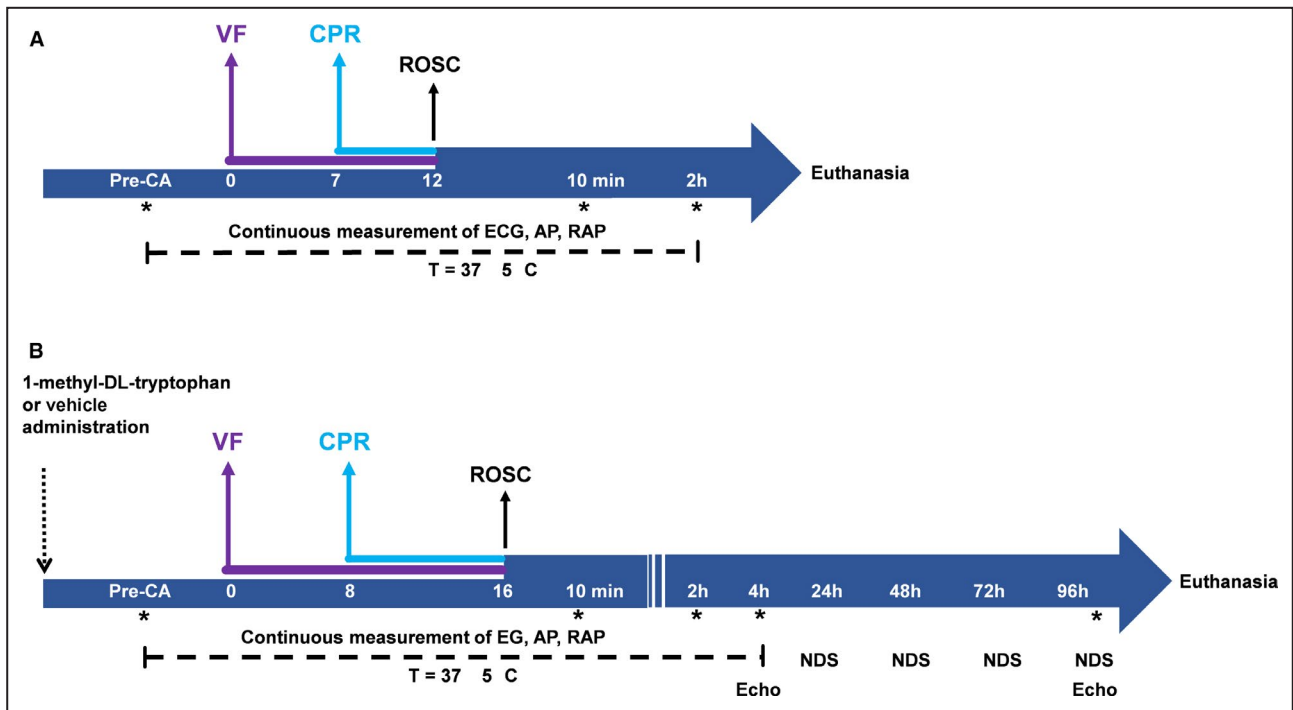 A
VF
CPR
ROSC
Pre-CA 0 7 12 10 min 2h
Euthanasia
* * *
Continuous measurement of ECG, AP, RAP
T = 37 5 C
B
1-methyl-DL-tryptophan
or vehicle
administration
VF
CPR
ROSC
Pre-CA 0 8 16 10 min 2h 4h 24h 48h 72h 96h
Euthanasia
* * * * *
Continuous measurement of EG, AP, RAP
T = 37 5 C
NDS NDS NDS NDS
Echo Echo